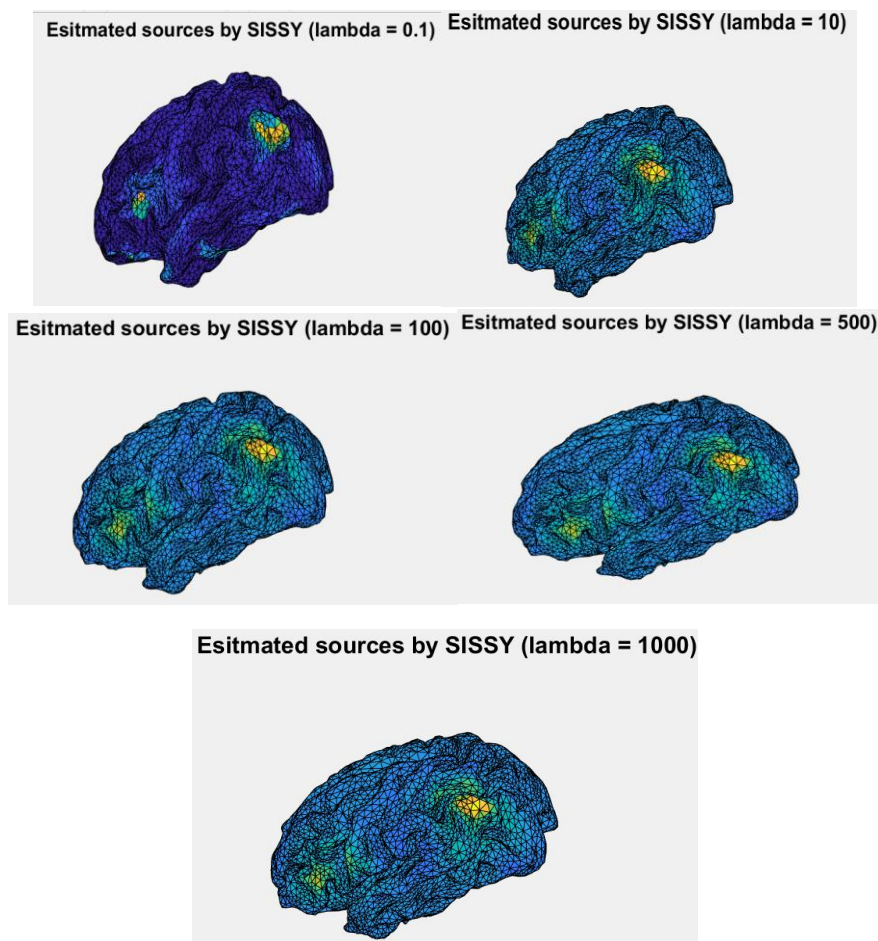 Esitmated sources by SISSY (lambda = 0.1)
Esitmated sources by SISSY (lambda = 10)
Esitmated sources by SISSY (lambda = 100)
Esitmated sources by SISSY (lambda = 500)
Esitmated sources by SISSY (lambda = 1000)